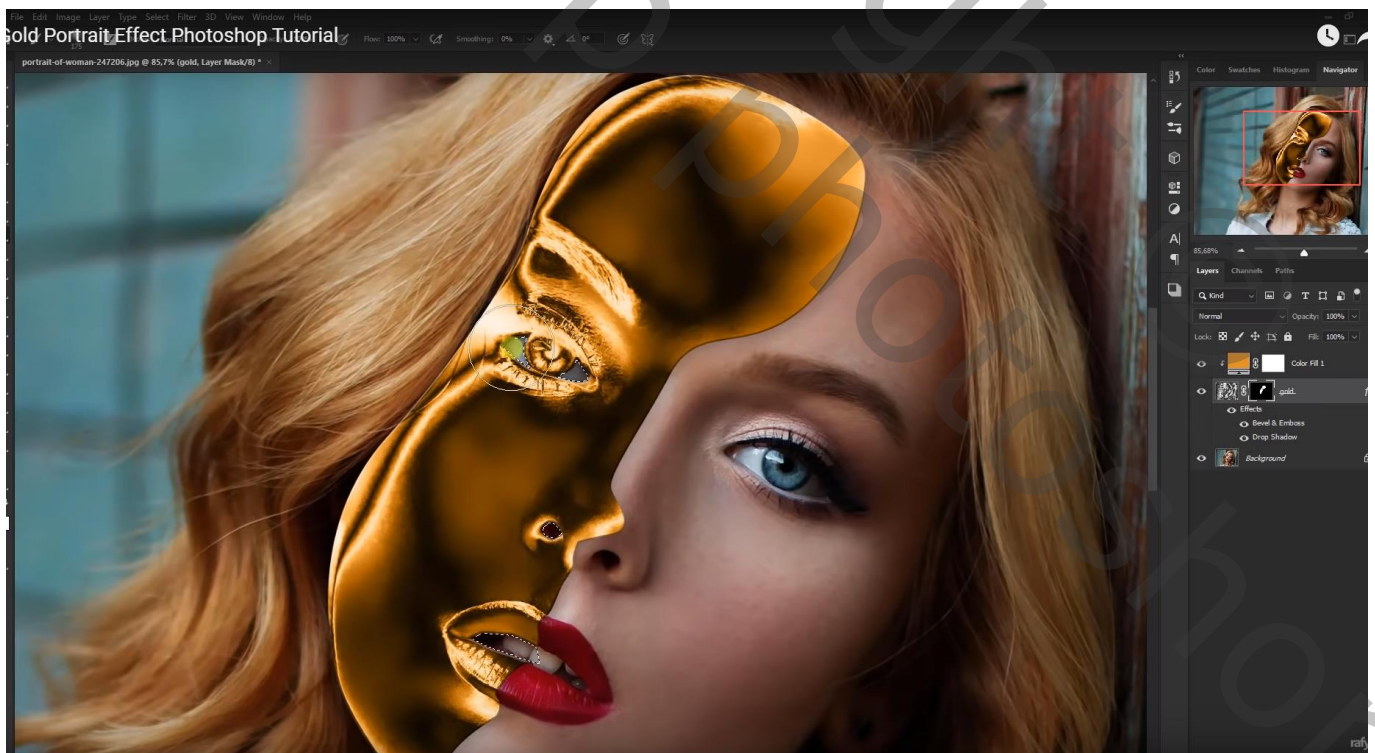 File Edit Image Layer Type Select Filter 3D View Window Help
Gold Portrait Effect Photoshop Tutorial
175
Flow: 100% Smoothing: 0% 0°
portrait-of-woman-247206.jpg @ 85,7% (gold, Layer Mask/8) * ×
Color Swatches Histogram Navigator
85,68%
Layers Channels Paths
Kind
Normal Opacity: 100%
Lock: Fill: 100%
Color Fill 1
gold
Effects
Bevel & Emboss
Drop Shadow
Background
rafy